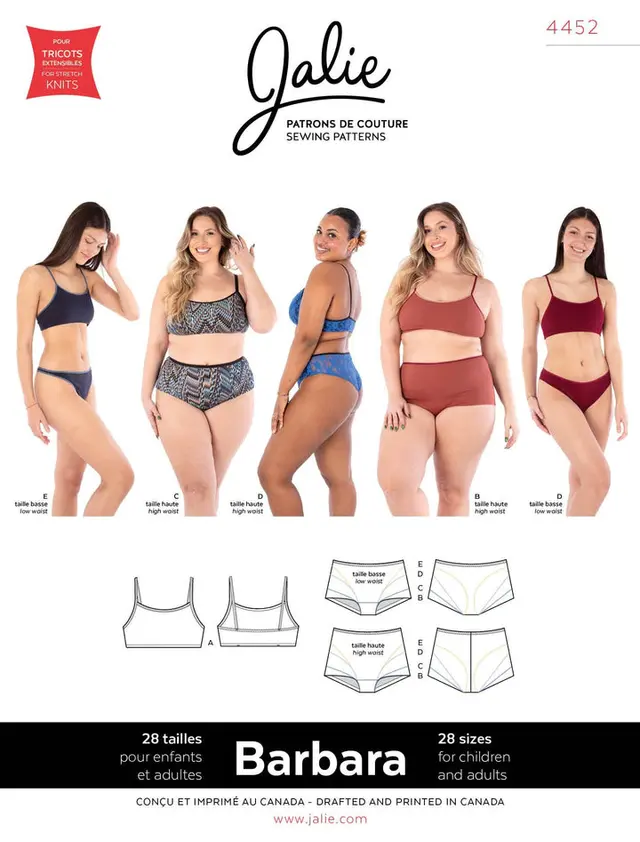 4452
POUR
TRICOTS
EXTENSIBLES
FOR STRETCH
KNITS
Jalie
PATRONS DE COUTURE
SEWING PATTERNS
E
taille basse
low waist
C
taille haute
high waist
D
taille haute
high waist
B
taille haute
high waist
D
taille basse
low waist
A
taille basse
low waist
E
D
C
B
taille haute
high waist
E
D
C
B
28 tailles
pour enfants
et adultes
Barbara
28 sizes
for children
and adults
CONÇU ET IMPRIMÉ AU CANADA - DRAFTED AND PRINTED IN CANADA
www.jalie.com